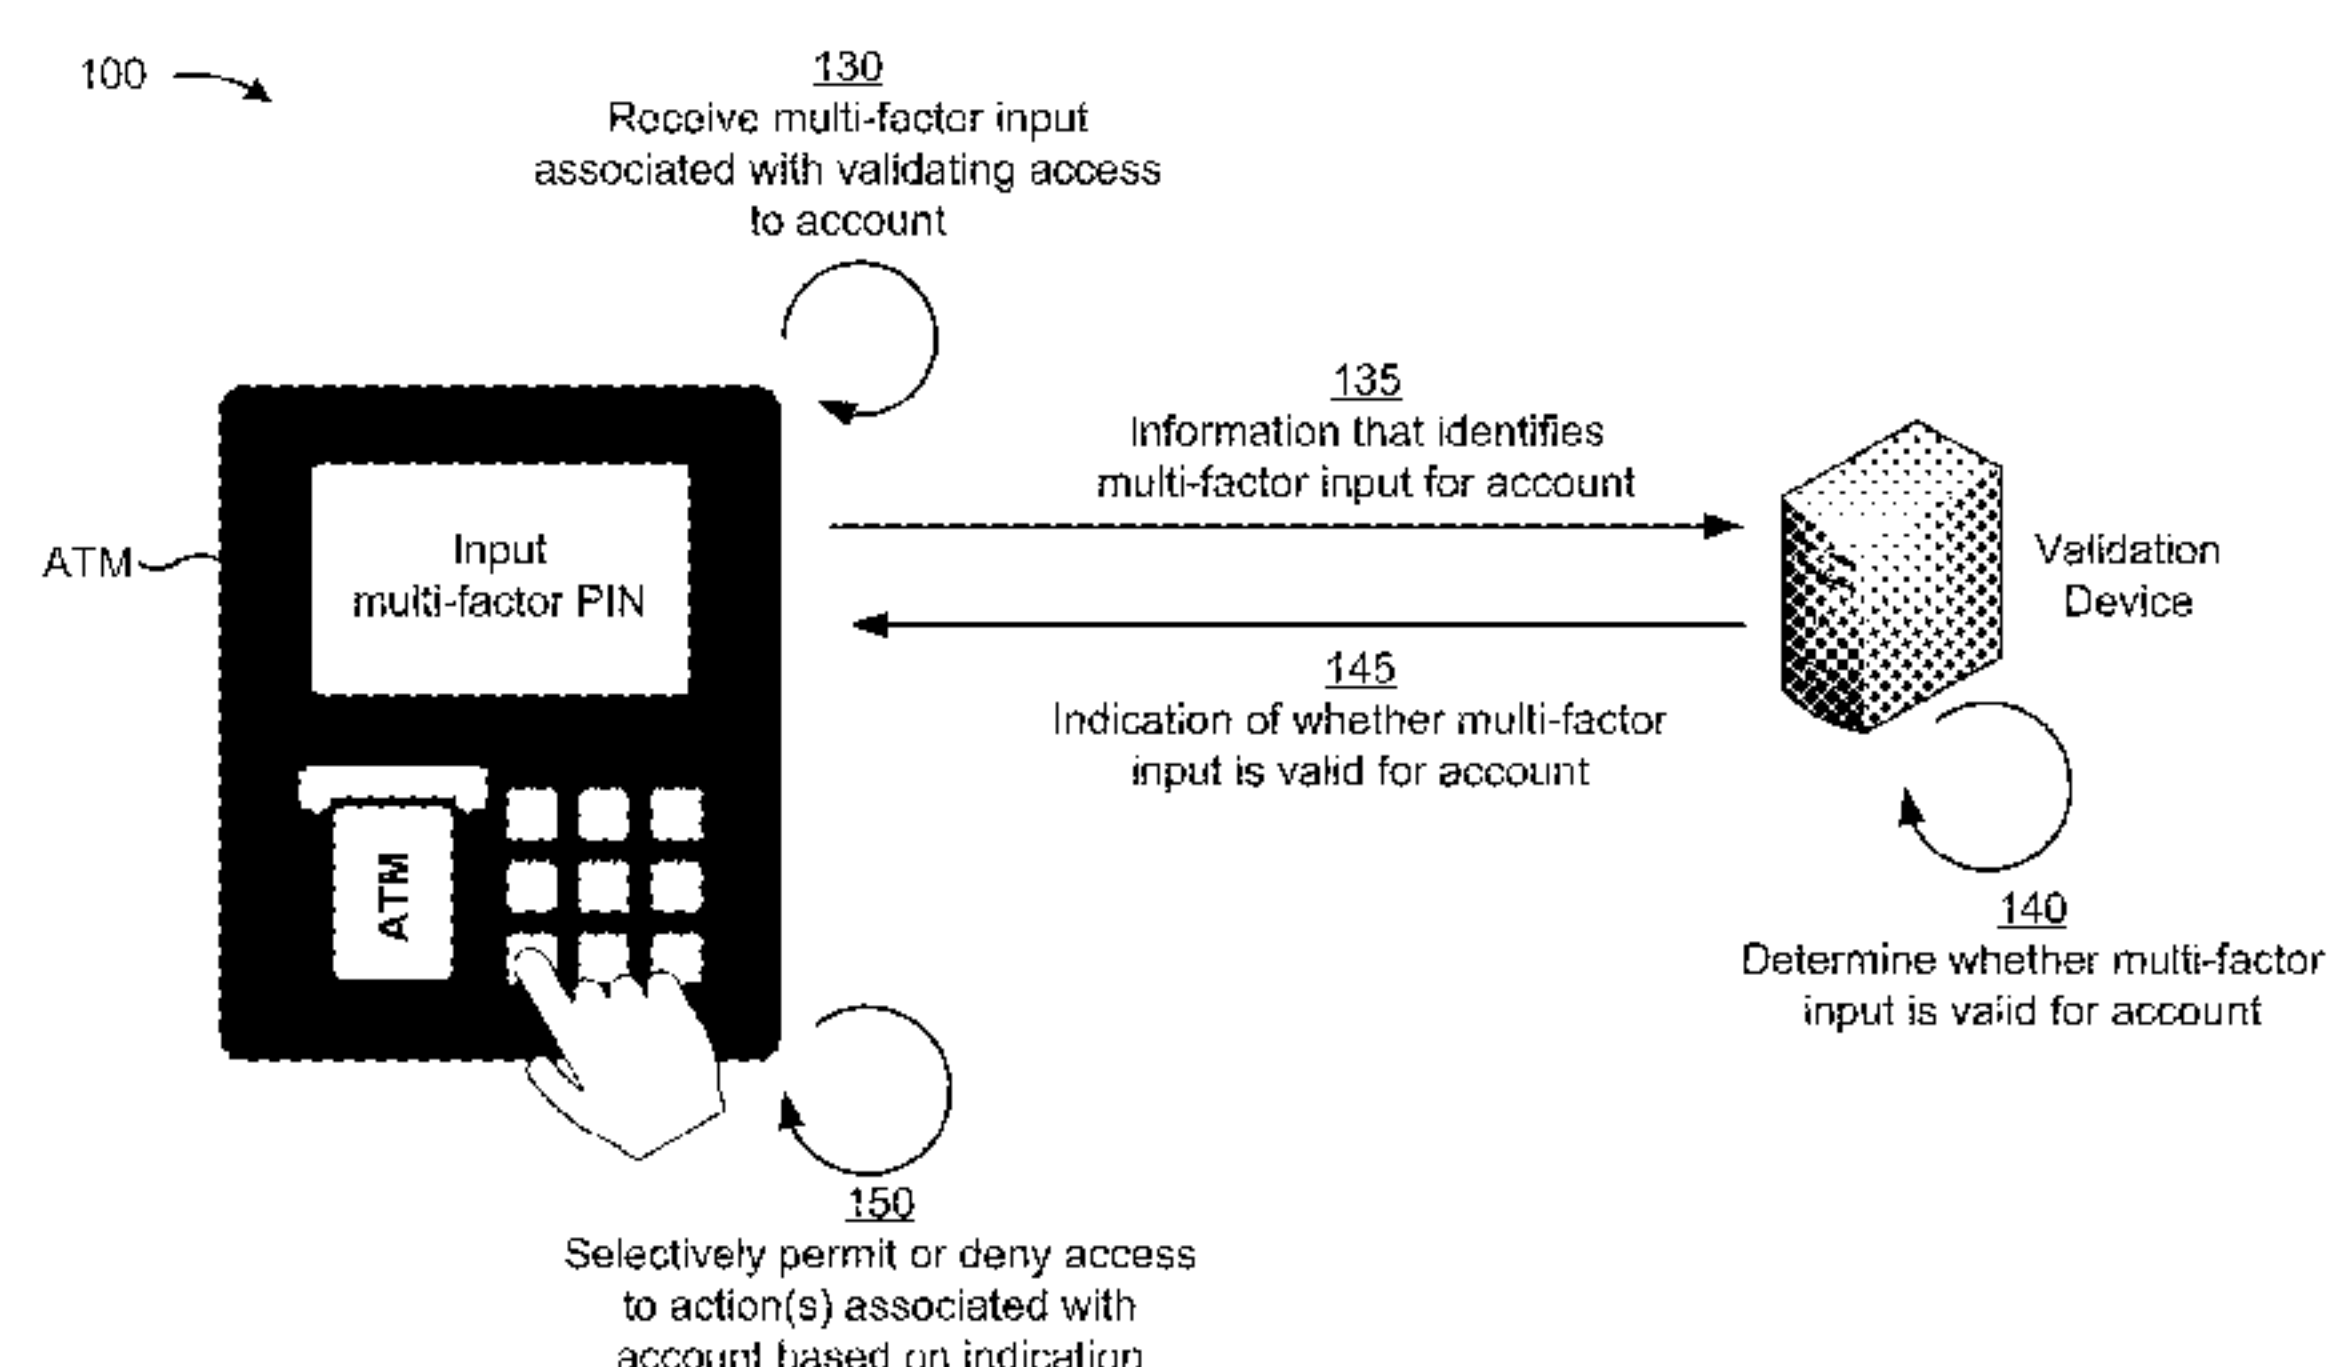 100
130
Receive multi-factor input
associated with validating access
to account
135
Information that identifies
multi-factor input for account
ATM
Input
multi-factor PIN
Validation
Device
145
Indication of whether multi-factor
input is valid for account
ATM
140
Determine whether multi-factor
input is valid for account
150
Selectively permit or deny access
to action(s) associated with
account based on indication